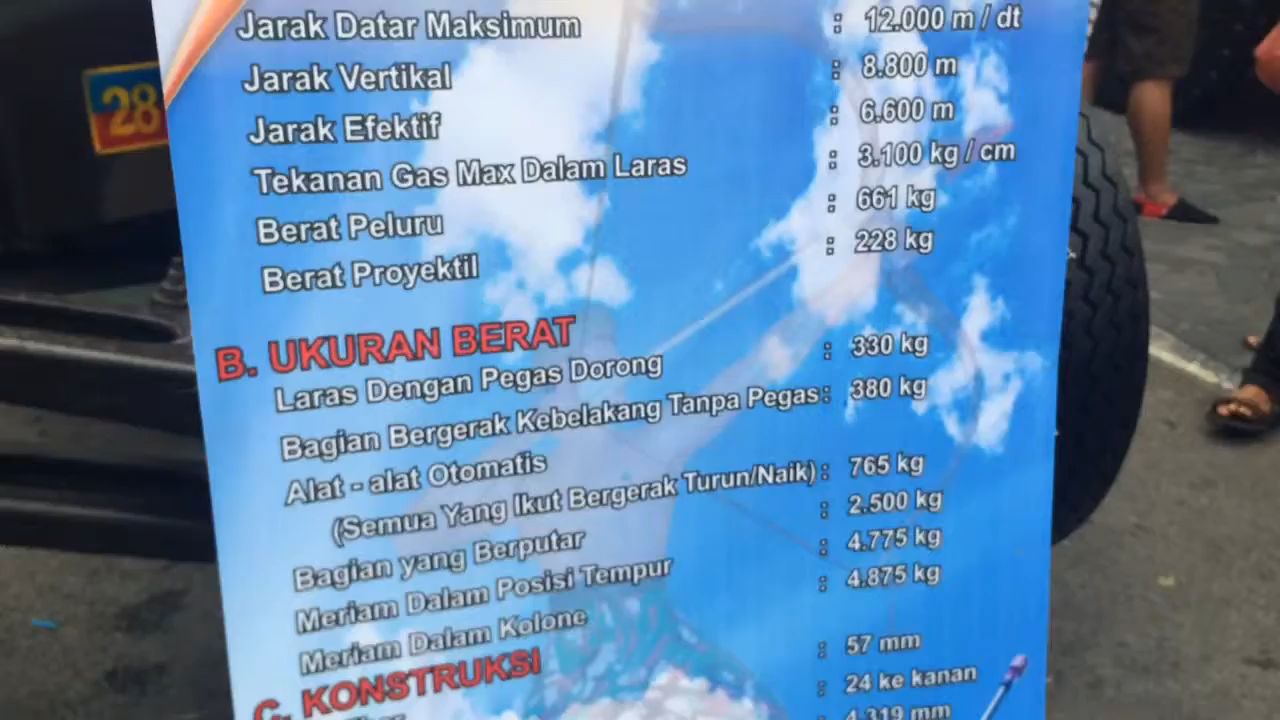 28
Jarak Datar Maksimum : 12.000 m / dt
Jarak Vertikal : 8.800 m
Jarak Efektif : 6.600 m
Tekanan Gas Max Dalam Laras : 3.100 kg / cm
Berat Peluru : 661 kg
Berat Proyektil : 228 kg
B. UKURAN BERAT
Laras Dengan Pegas Dorong : 330 kg
Bagian Bergerak Kebelakang Tanpa Pegas : 380 kg
Alat - alat Otomatis
(Semua Yang Ikut Bergerak Turun/Naik) : 765 kg
Bagian yang Berputar : 2.500 kg
Meriam Dalam Posisi Tempur : 4.775 kg
Meriam Dalam Kolone : 4.875 kg
C. KONSTRUKSI
: 57 mm
: 24 ke kanan
4.319 mm